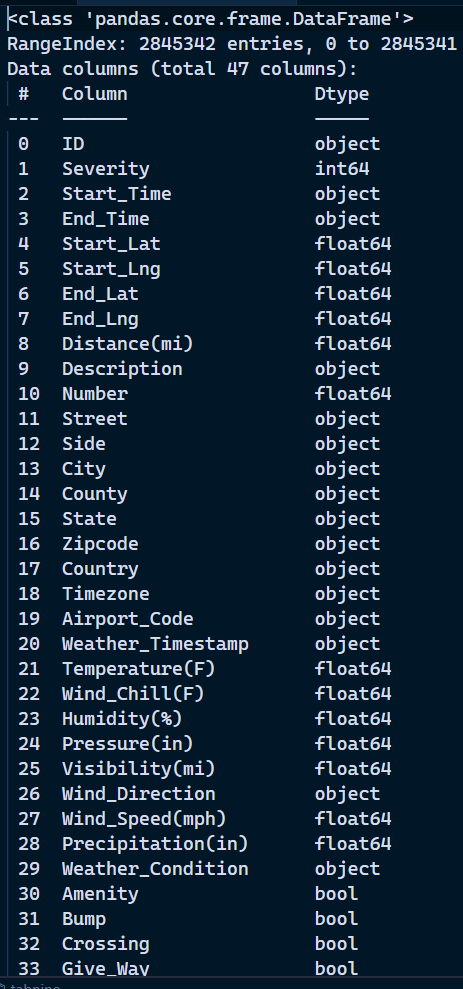 <class 'pandas.core.frame.DataFrame'>
RangeIndex: 2845342 entries, 0 to 2845341
Data columns (total 47 columns):
 #   Column                 Dtype
---  ------                 -----
 0   ID                     object
 1   Severity               int64
 2   Start_Time             object
 3   End_Time               object
 4   Start_Lat              float64
 5   Start_Lng              float64
 6   End_Lat                float64
 7   End_Lng                float64
 8   Distance(mi)           float64
 9   Description            object
 10  Number                 float64
 11  Street                 object
 12  Side                   object
 13  City                   object
 14  County                 object
 15  State                  object
 16  Zipcode                object
 17  Country                object
 18  Timezone               object
 19  Airport_Code           object
 20  Weather_Timestamp      object
 21  Temperature(F)         float64
 22  Wind_Chill(F)          float64
 23  Humidity(%)            float64
 24  Pressure(in)           float64
 25  Visibility(mi)         float64
 26  Wind_Direction         object
 27  Wind_Speed(mph)        float64
 28  Precipitation(in)      float64
 29  Weather_Condition      object
 30  Amenity                bool
 31  Bump                   bool
 32  Crossing               bool
 33  Give_Way               bool